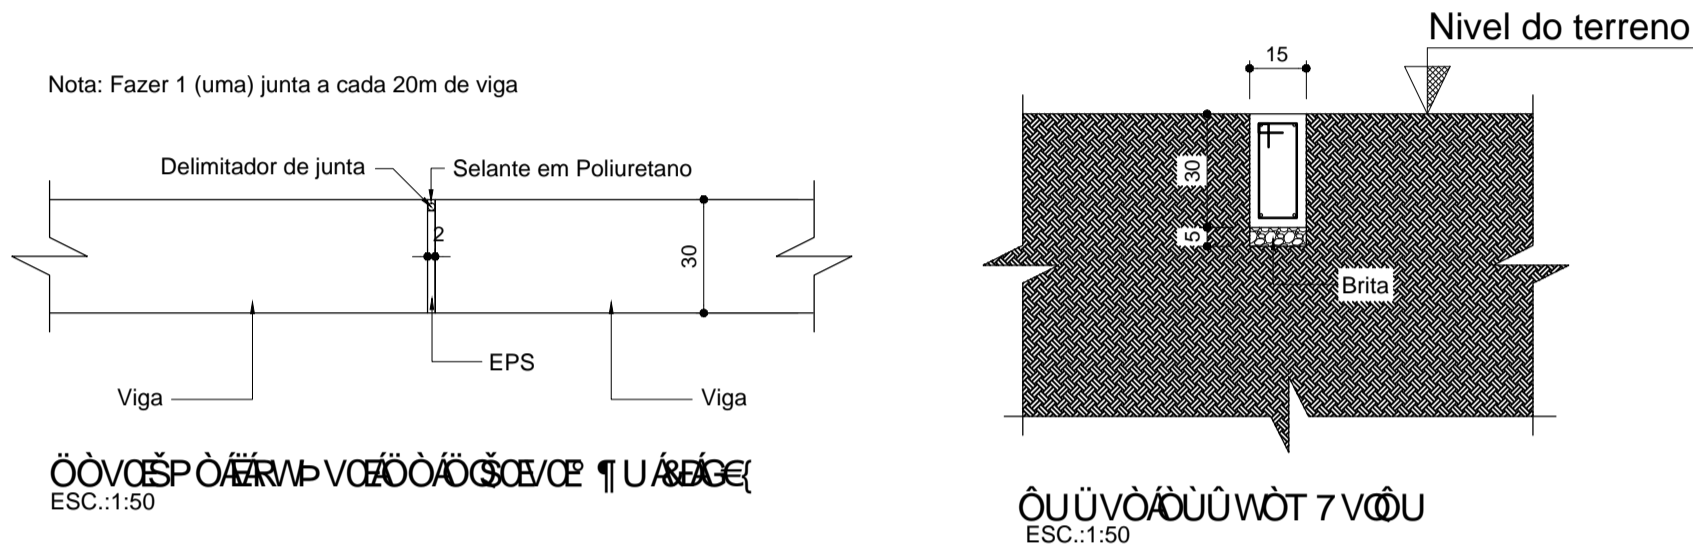 Nota: Fazer 1 (uma) junta a cada 20m de viga
Delimitador de junta
Selante em Poliuretano
2
30
EPS
Viga
Viga
ESC.:1:50
Nivel do terreno
15
30
5
Brita
ESC.:1:50